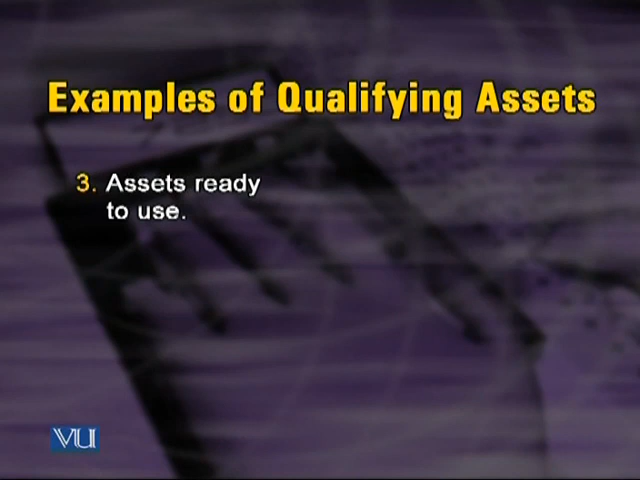 Examples of Qualifying Assets
3. Assets ready
to use.
VU